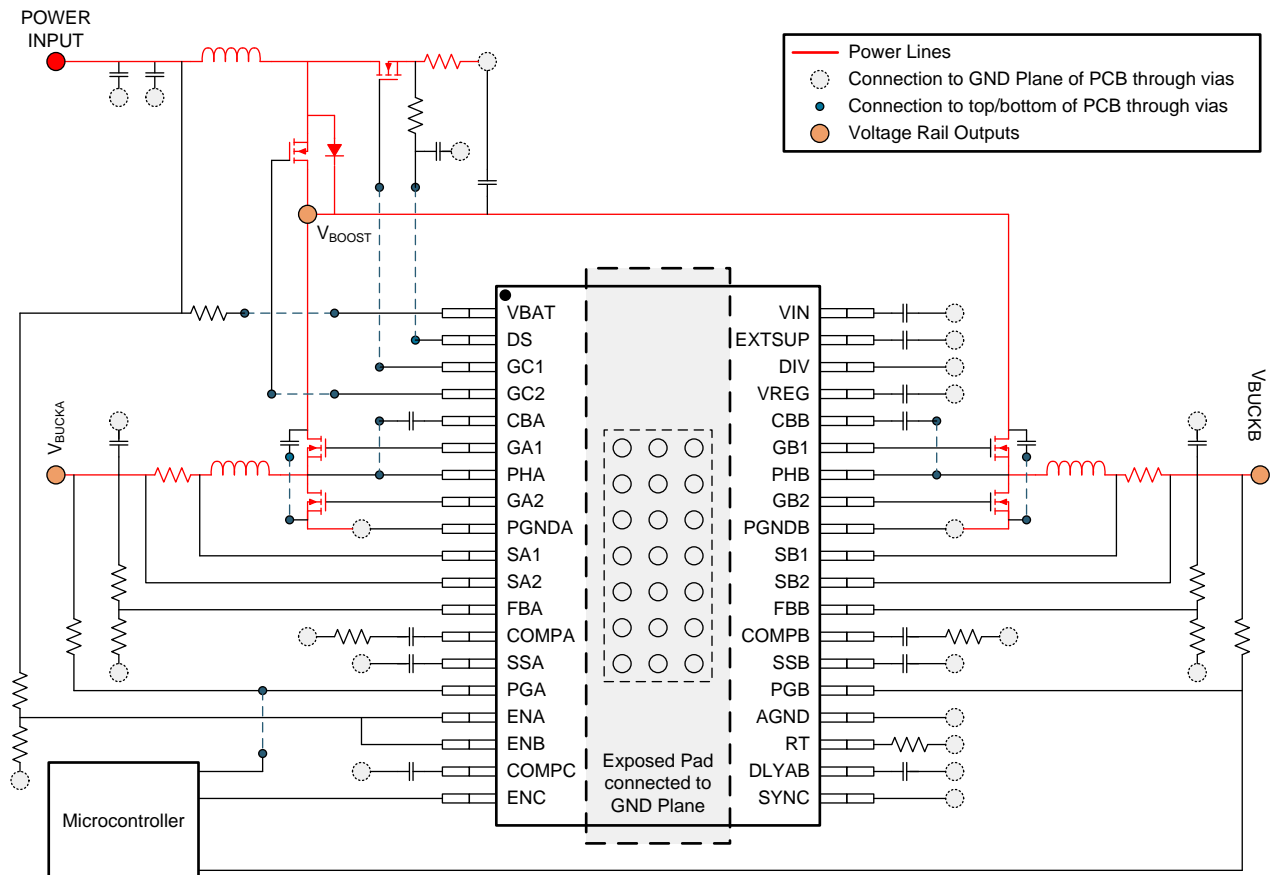 POWER
INPUT
Power Lines
Connection to GND Plane of PCB through vias
Connection to top/bottom of PCB through vias
Voltage Rail Outputs
VBOOST
VBUCKA
VBUCKB
VBAT
DS
GC1
GC2
CBA
GA1
PHA
GA2
PGNDA
SA1
SA2
FBA
COMPA
SSA
PGA
ENA
ENB
COMPC
ENC
VIN
EXTSUP
DIV
VREG
CBB
GB1
PHB
GB2
PGNDB
SB1
SB2
FBB
COMPB
SSB
PGB
AGND
RT
DLYAB
SYNC
Exposed Pad
connected to
GND Plane
Microcontroller